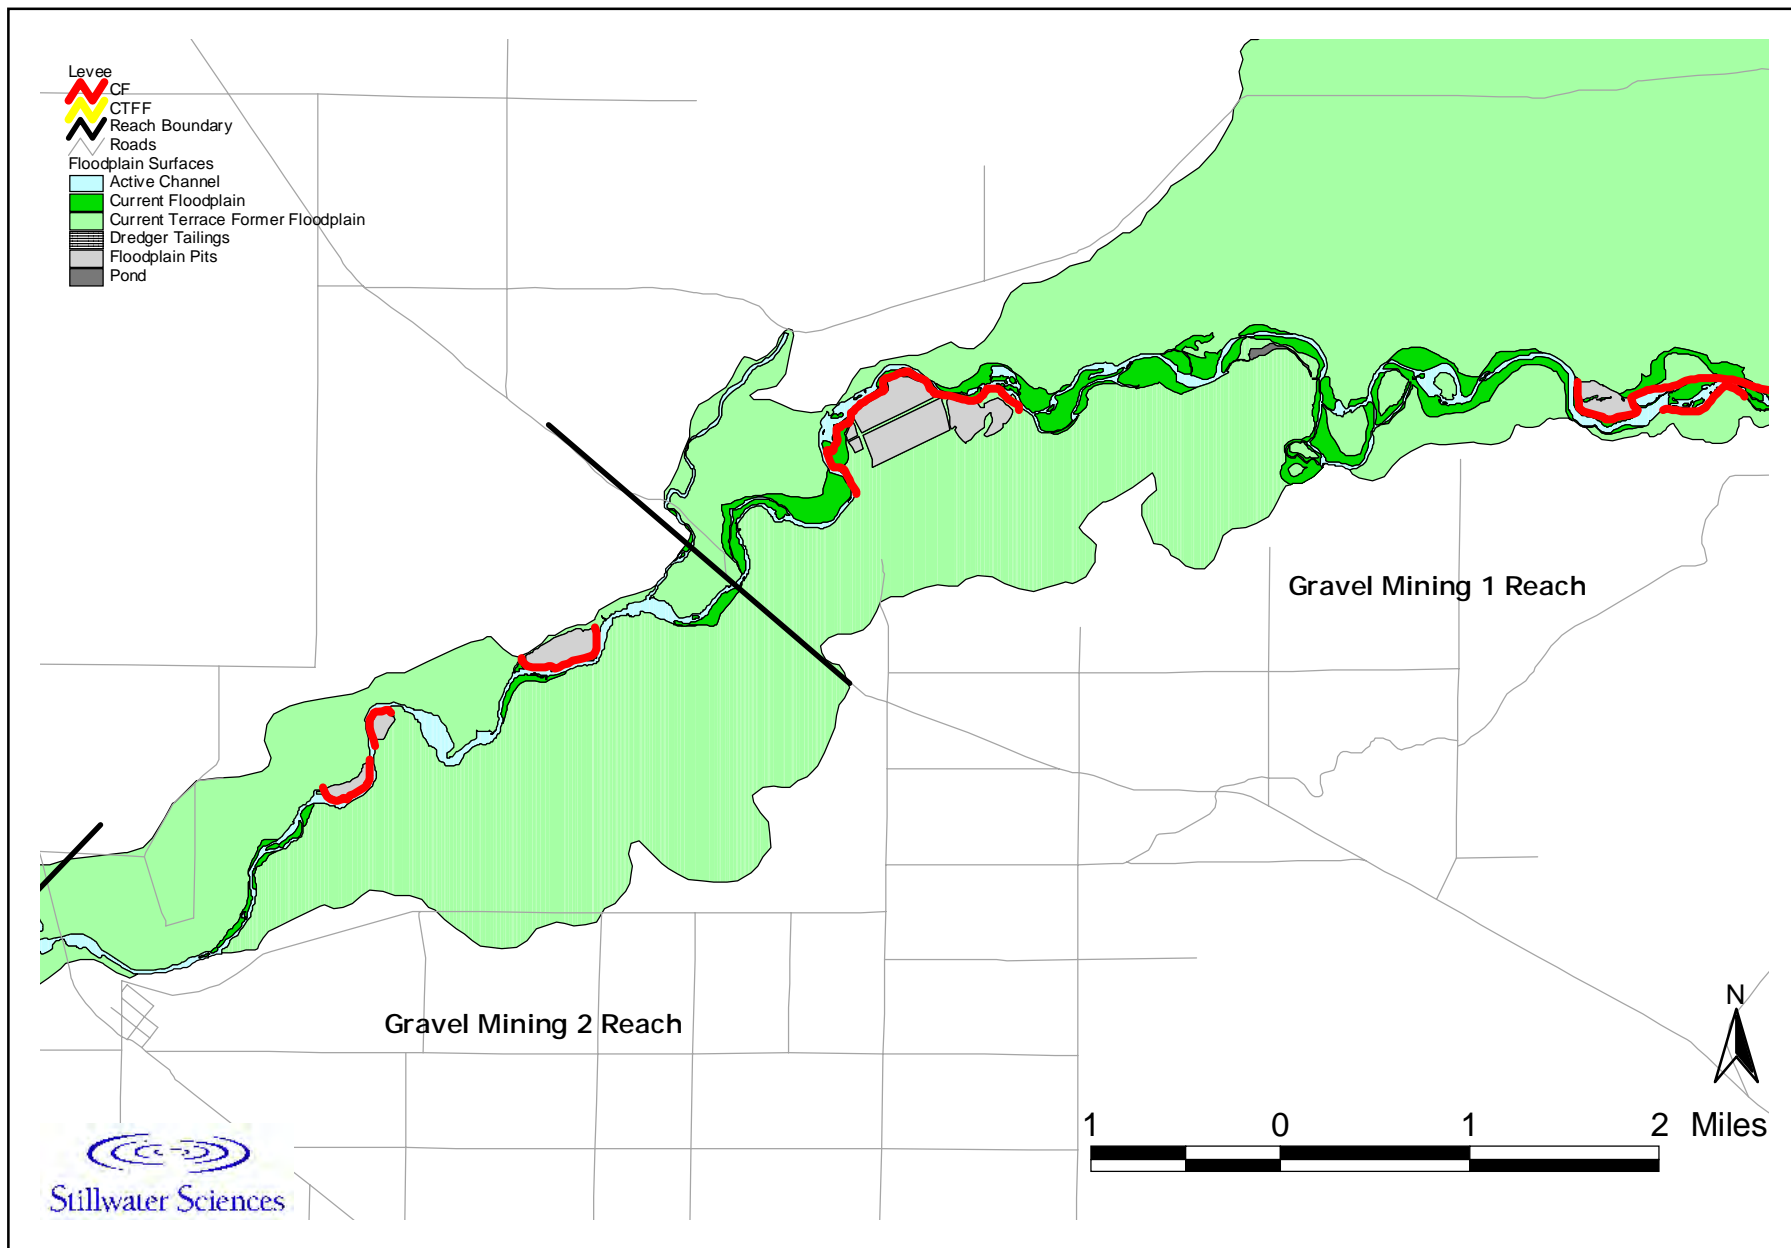 Levee
CF
CTFF
Reach Boundary
Roads
Floodplain Surfaces
Active Channel
Current Floodplain
Current Terrace Former Floodplain
Dredger Tailings
Floodplain Pits
Pond
Gravel Mining 1 Reach
Gravel Mining 2 Reach
N
1 0 1 2 Miles
Stillwater Sciences